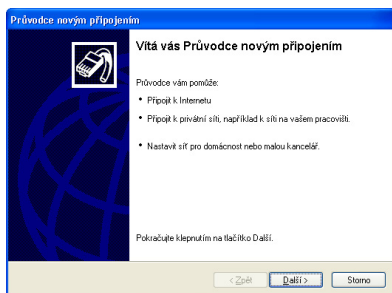 Průvodce novým připojením
Vítá vás Průvodce novým připojením
Průvodce vám pomůže:
• Připojit k Internetu
• Připojit k privátní síti, například k síti na vašem pracovišti.
• Nastavit síť pro domácnost nebo malou kancelář.
Pokračujte klepnutím na tlačítko Další.
< Zpět Další > Storno